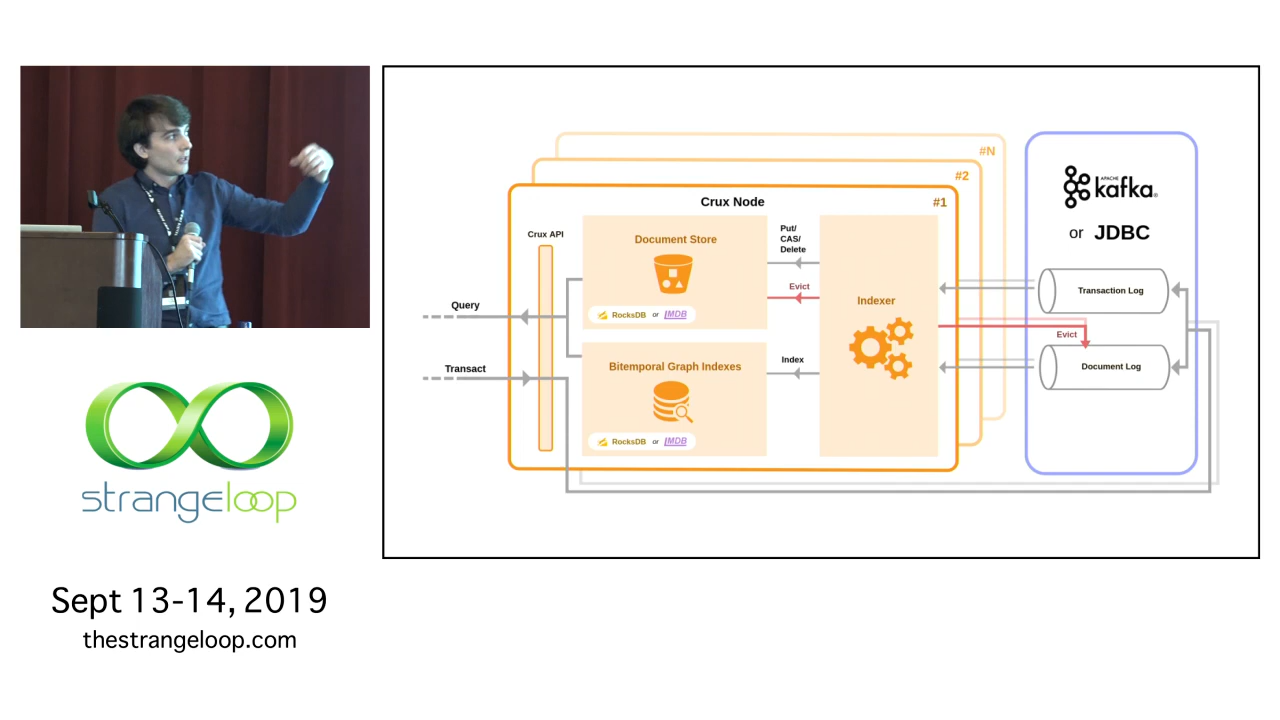 #N
#2
Crux Node
#1
Crux API
Document Store
RocksDB or lMDB
Bitemporal Graph Indexes
RocksDB or lMDB
Put/
CAS/
Delete
Evict
Index
Indexer
Query
Transact
APACHE
kafka®
or JDBC
Transaction Log
Evict
Document Log
strangeloop
Sept 13-14, 2019
thestrangeloop.com